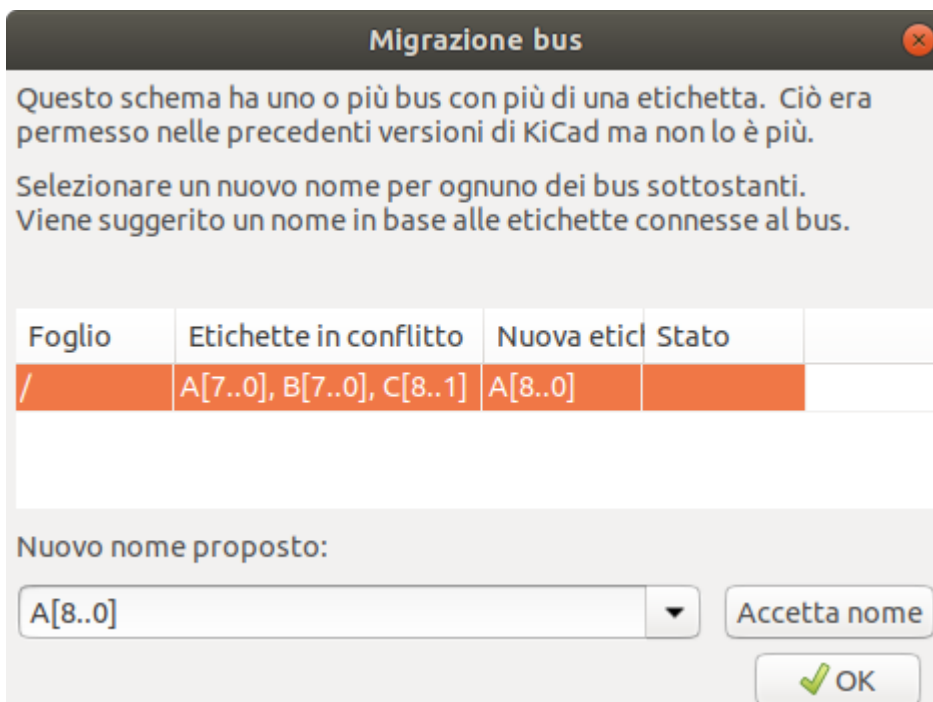 Migrazione bus
Questo schema ha uno o più bus con più di una etichetta. Ciò era
permesso nelle precedenti versioni di KiCad ma non lo è più.
Selezionare un nuovo nome per ognuno dei bus sottostanti.
Viene suggerito un nome in base alle etichette connesse al bus.
Foglio Etichette in conflitto Nuova etich Stato
/ A[7..0], B[7..0], C[8..1] A[8..0]
Nuovo nome proposto:
A[8..0] Accetta nome
OK